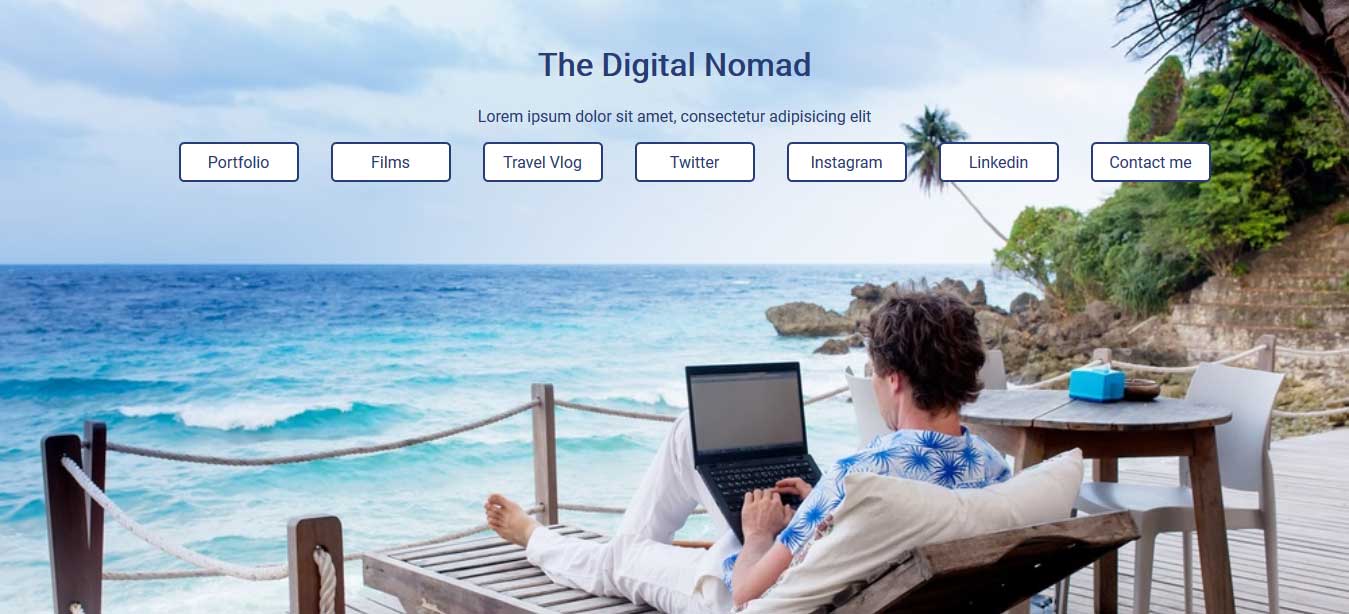 The Digital Nomad
Lorem ipsum dolor sit amet, consectetur adipisicing elit
Portfolio Films Travel Vlog Twitter Instagram Linkedin Contact me